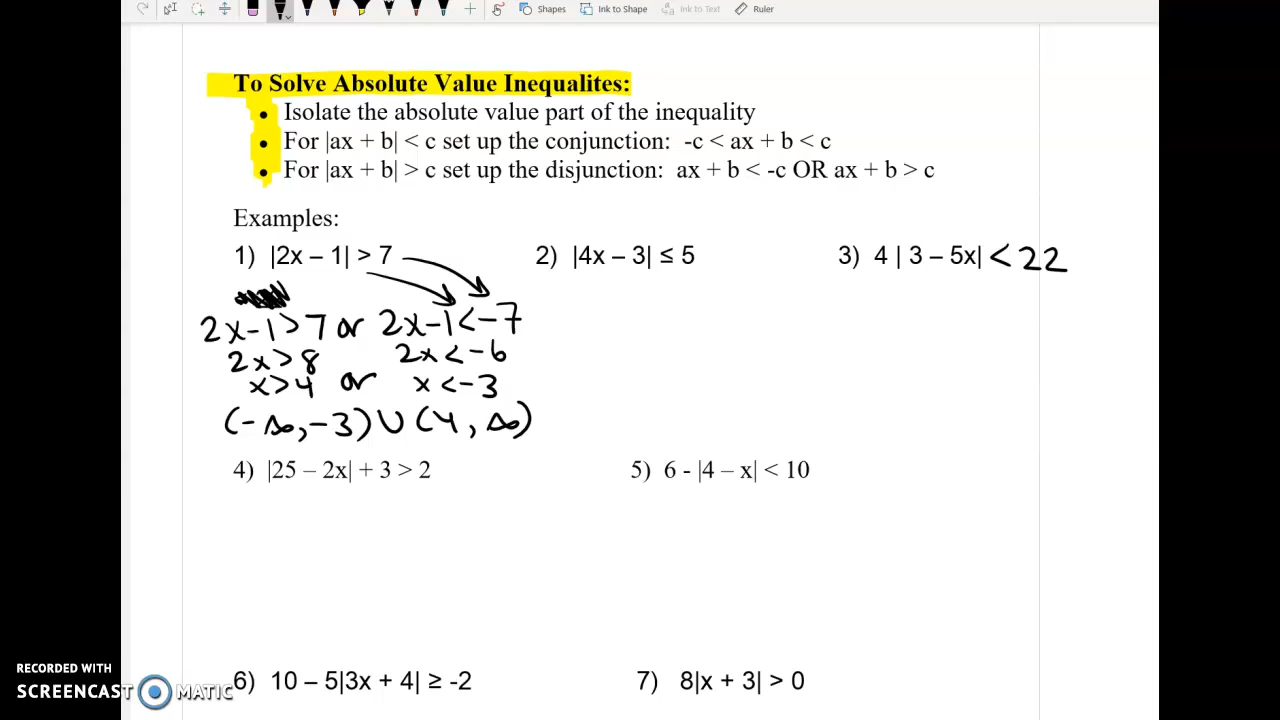 Shapes Ink to Shape Ink to Text Ruler
To Solve Absolute Value Inequalites:
• Isolate the absolute value part of the inequality
• For |ax + b| < c set up the conjunction: -c < ax + b < c
• For |ax + b| > c set up the disjunction: ax + b < -c OR ax + b > c
Examples:
1) |2x – 1| > 7 2) |4x – 3| ≤ 5 3) 4 | 3 – 5x| < 22
2x-1>7 or 2x-1<-7
2x>8 2x<-6
x>4 or x<-3
(-∞,-3)∪(4,∞)
4) |25 – 2x| + 3 > 2 5) 6 - |4 – x| < 10
RECORDED WITH
SCREENCAST MATIC
6) 10 – 5|3x + 4| ≥ -2 7) 8|x + 3| > 0